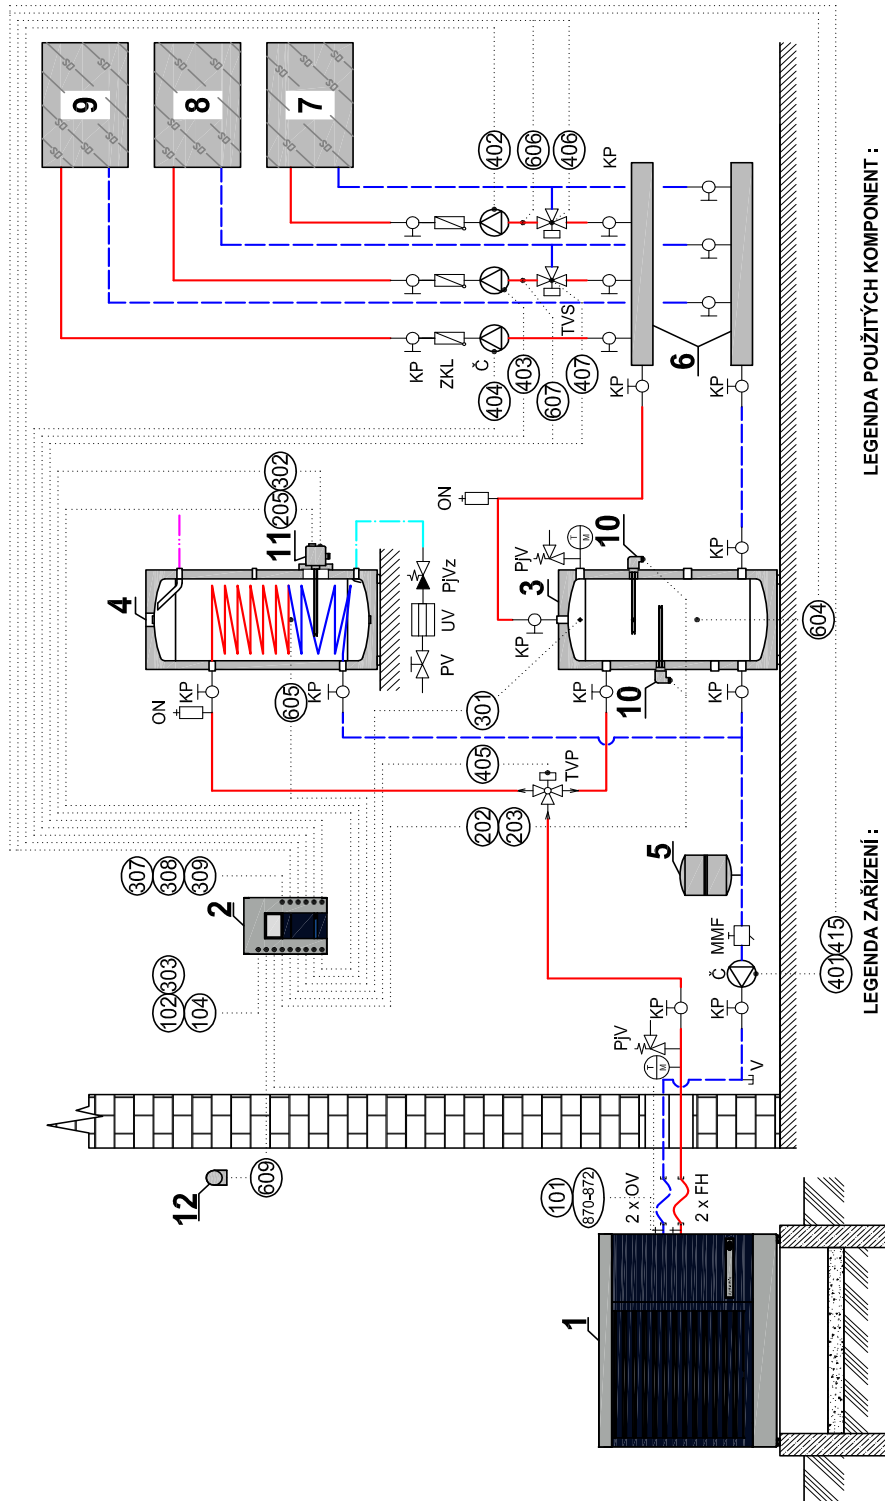 9
8
7
4
307
308
309
102 303
104
ON
KP
12
2
609
605
KP
11
205 302
PV
UV
PjVz
KP
ZKL
Č
404
403
607
407
TVS
402
606
406
KP
ON
301
405
202
203
TVP
KP
PjV
T
M
3
10
10
KP
KP
KP
604
101
870-872
2 x OV
2 x FH
1
PjV
T
M
KP
V
KP
Č
MMF
401 415
5
KP
KP
6
LEGENDA ZAŘÍZENÍ :
LEGENDA POUŽITÝCH KOMPONENT :